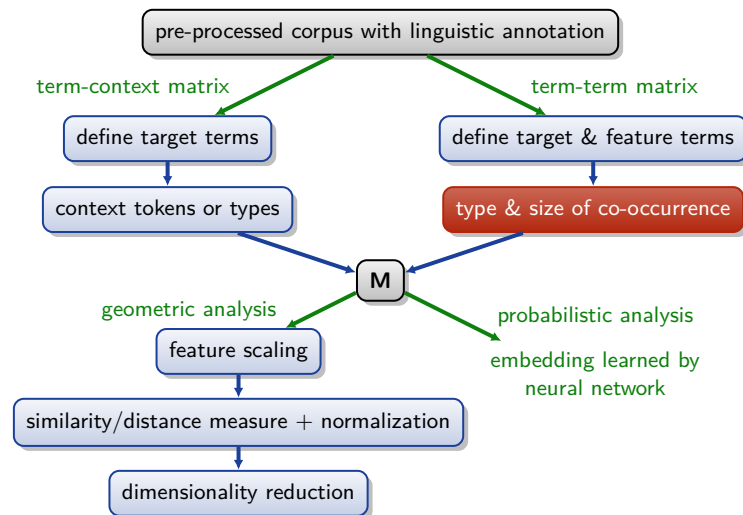 pre-processed corpus with linguistic annotation
term-context matrix
term-term matrix
define target terms
define target & feature terms
context tokens or types
type & size of co-occurrence
M
geometric analysis
probabilistic analysis
feature scaling
embedding learned by
neural network
similarity/distance measure + normalization
dimensionality reduction